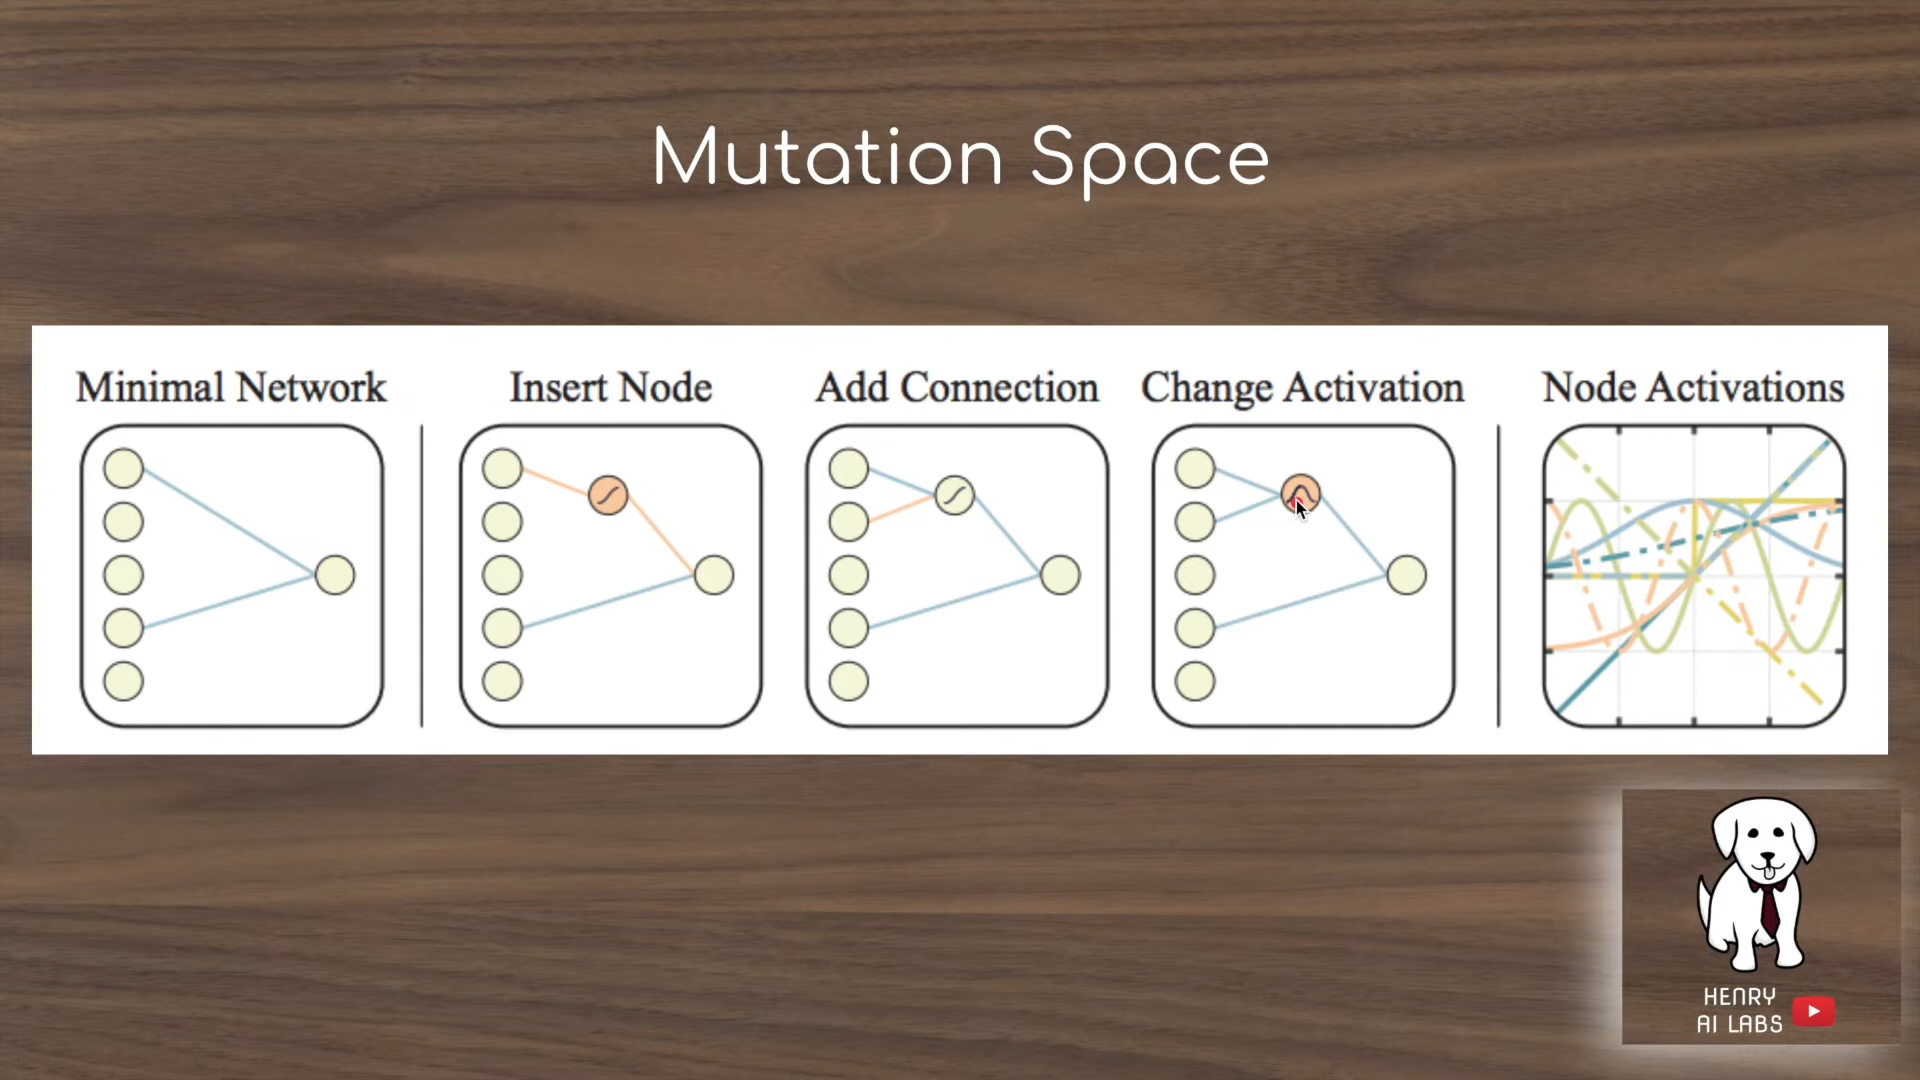 Mutation Space
Minimal Network
Insert Node
Add Connection
Change Activation
Node Activations
HENRY
AI LABS